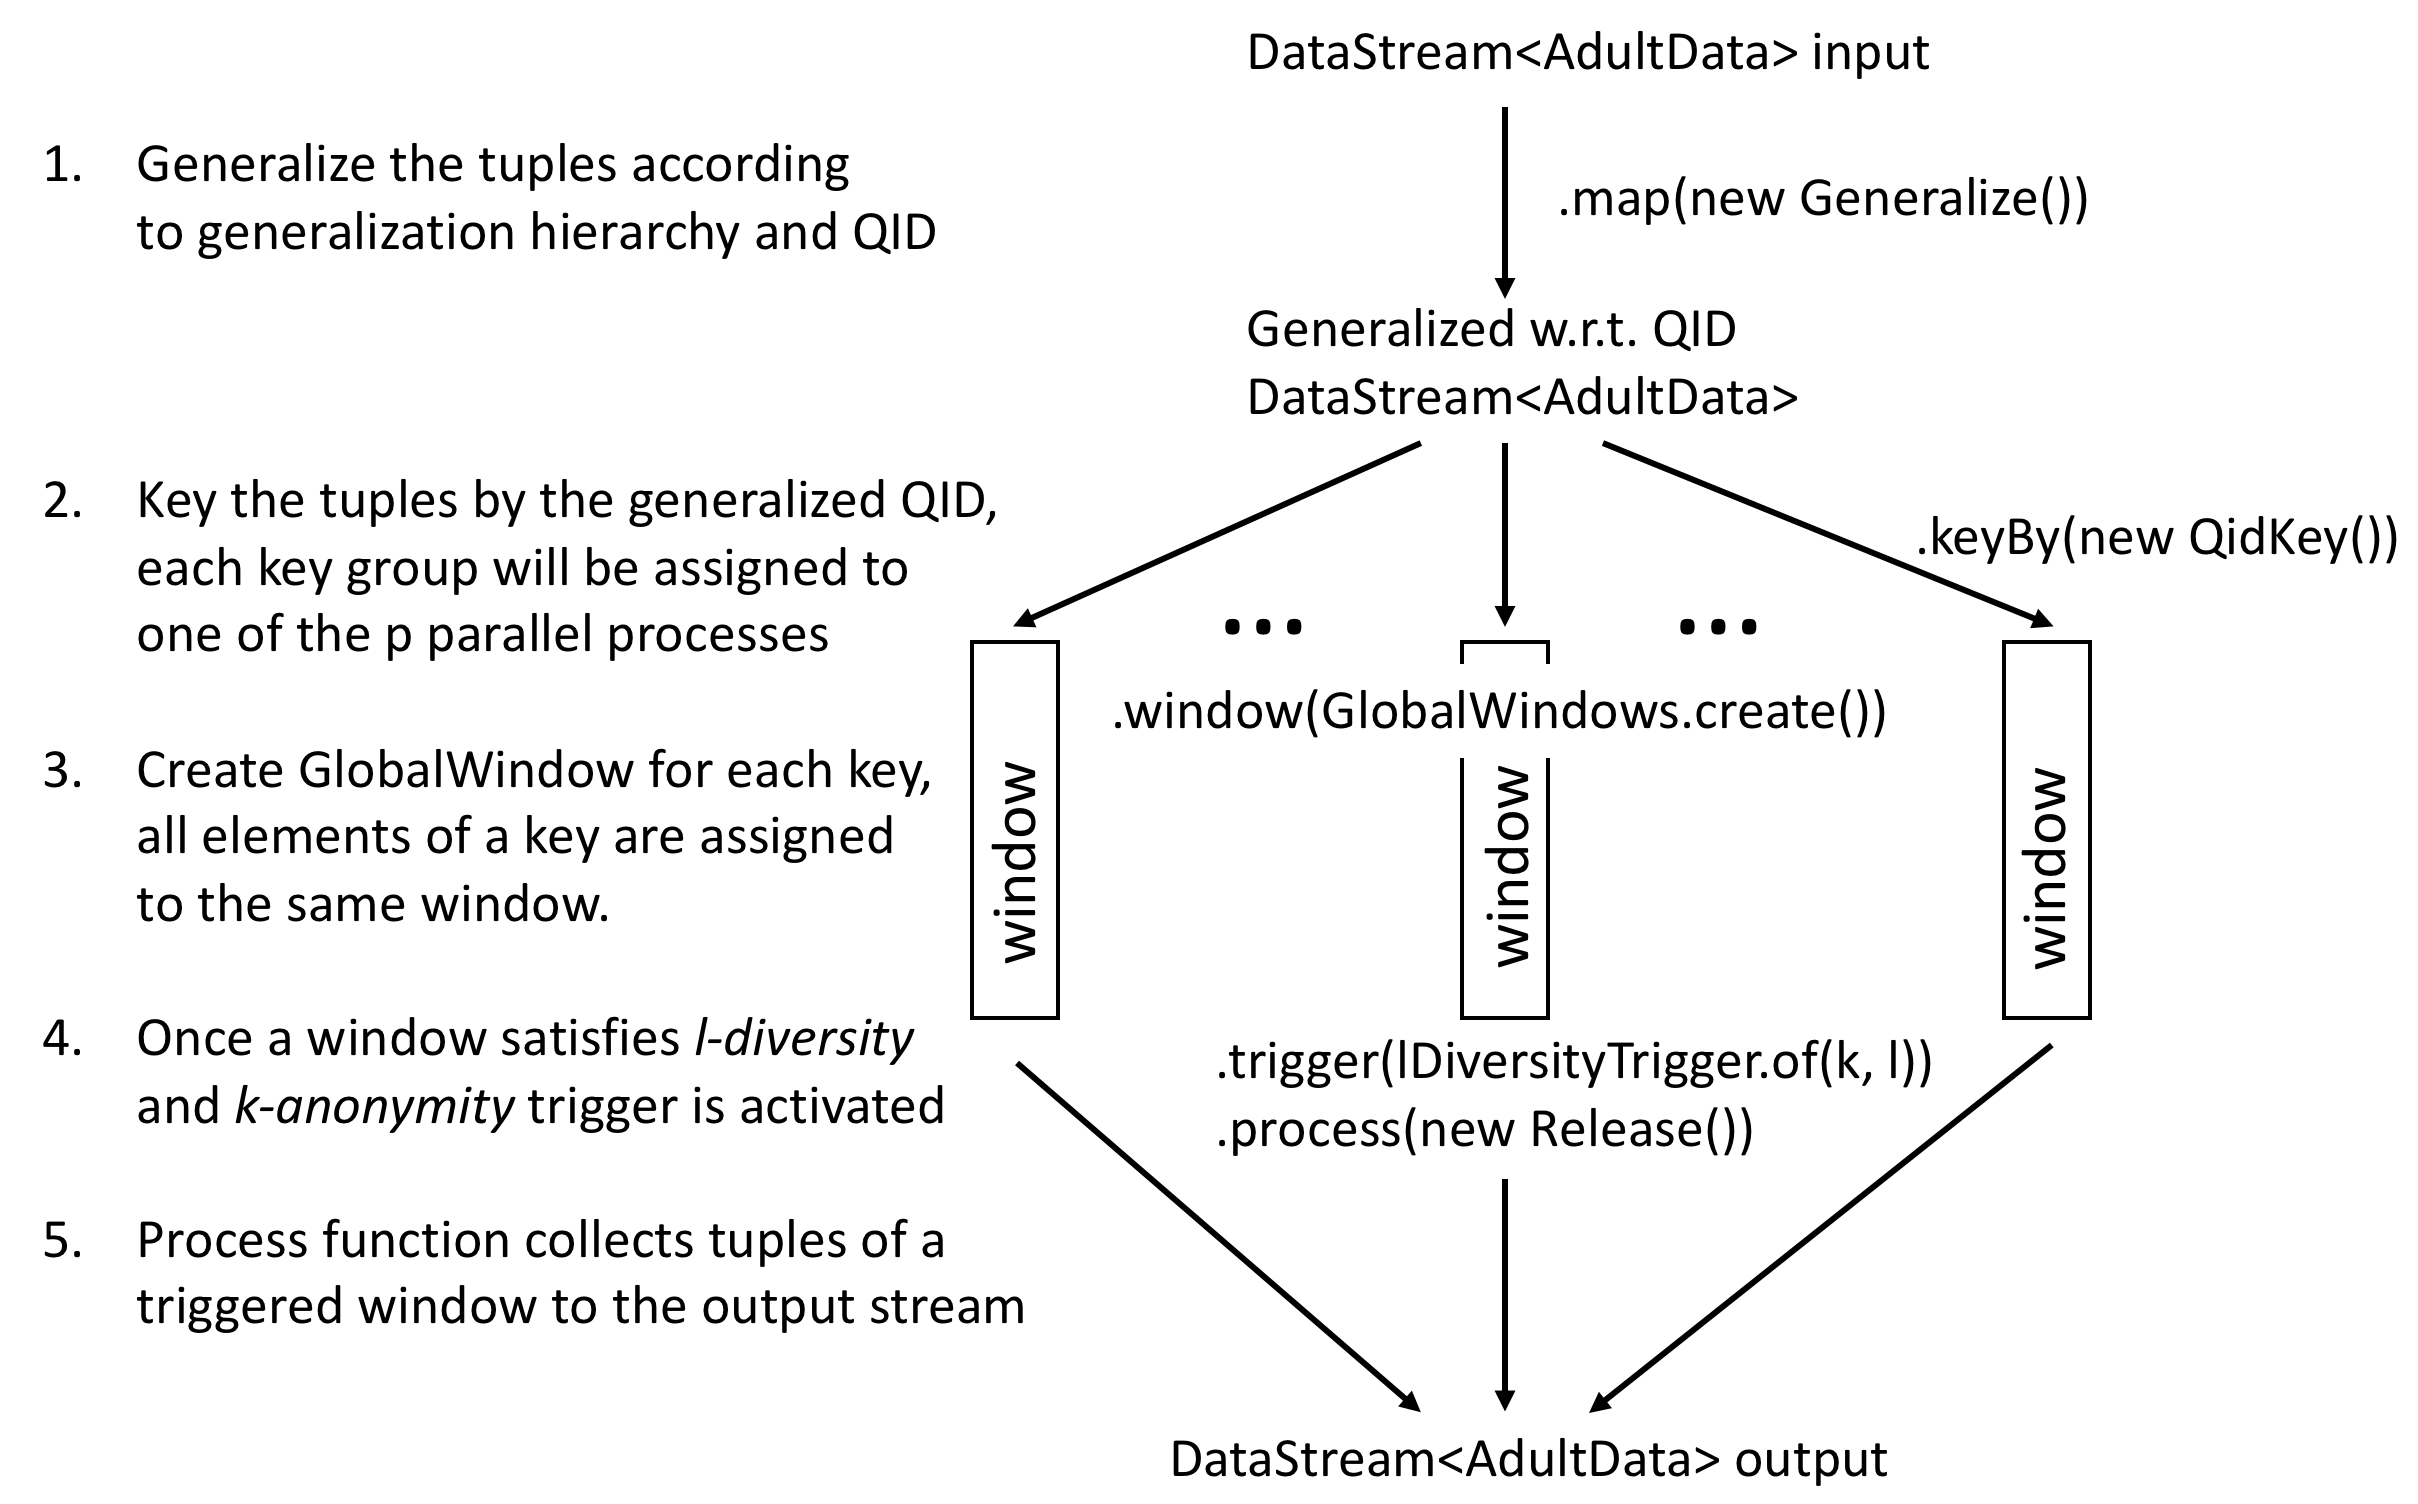 DataStream<AdultData> input
1. Generalize the tuples according
to generalization hierarchy and QID
.map(new Generalize())
Generalized w.r.t. QID
DataStream<AdultData>
2. Key the tuples by the generalized QID,
each key group will be assigned to
one of the p parallel processes
.keyBy(new QidKey())
... ...
.window(GlobalWindows.create())
3. Create GlobalWindow for each key,
all elements of a key are assigned
to the same window.
window
window
window
4. Once a window satisfies l-diversity
and k-anonymity trigger is activated
.trigger(lDiversityTrigger.of(k, l))
.process(new Release())
5. Process function collects tuples of a
triggered window to the output stream
DataStream<AdultData> output